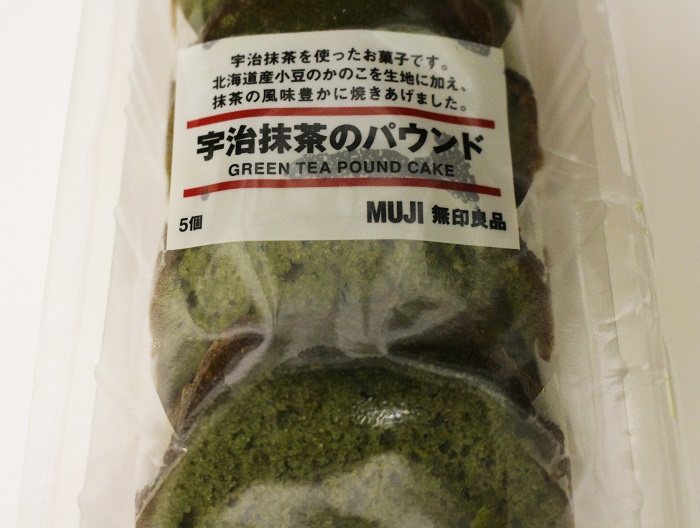 宇治抹茶を使ったお菓子です。
北海道産小豆のかのこを生地に加え、
抹茶の風味豊かに焼きあげました。
宇治抹茶のパウンド
GREEN TEA POUND CAKE
5個
MUJI 無印良品